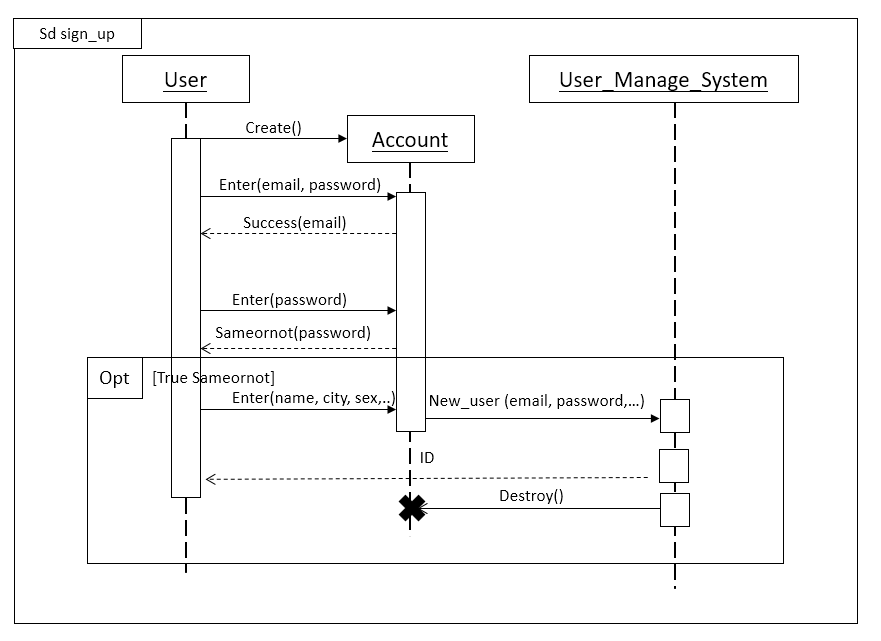 Sd sign_up
User
User_Manage_System
Create()
Account
Enter(email, password)
Success(email)
Enter(password)
Sameornot(password)
Opt
[True Sameornot]
Enter(name, city, sex,..)
New_user (email, password,...)
ID
Destroy()